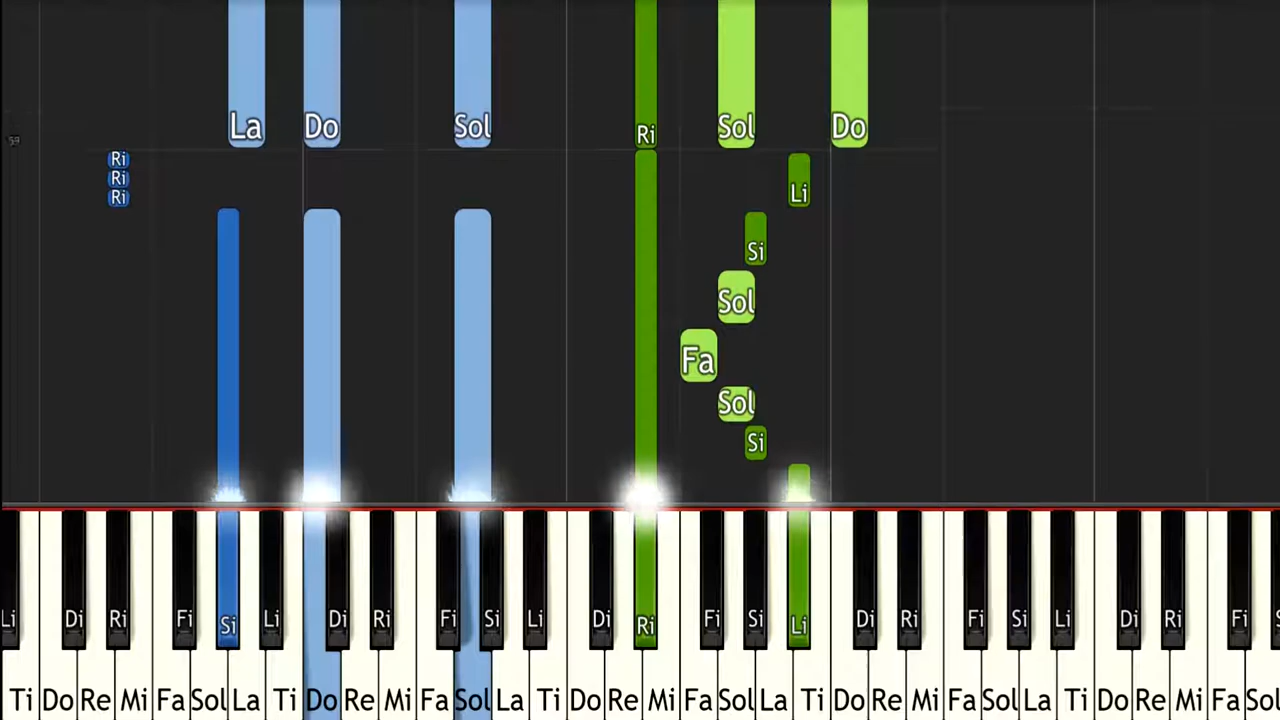 La Do Sol Ri Sol Do
59
Ri
Ri Li
Ri
Si
Sol
Fa
Sol
Si
Li Di Ri Fi Si Li Di Ri Fi Si Li Di Ri Fi Si Li Di Ri Fi Si Li Di Ri Fi
Ti Do Re Mi Fa Sol La Ti Do Re Mi Fa Sol La Ti Do Re Mi Fa Sol La Ti Do Re Mi Fa Sol La Ti Do Re Mi Fa Sol